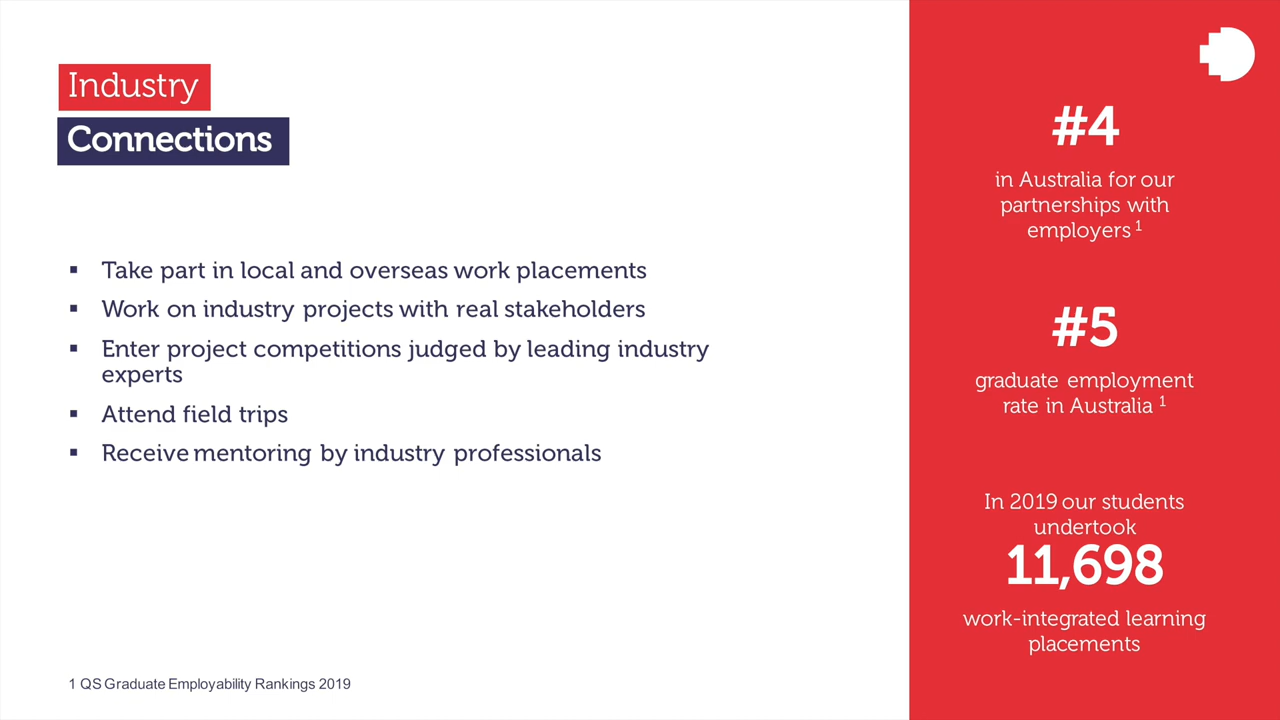 Industry
Connections
▪ Take part in local and overseas work placements
▪ Work on industry projects with real stakeholders
▪ Enter project competitions judged by leading industry
experts
▪ Attend field trips
▪ Receive mentoring by industry professionals
1 QS Graduate Employability Rankings 2019
#4
in Australia for our
partnerships with
employers 1
#5
graduate employment
rate in Australia 1
In 2019 our students
undertook
11,698
work-integrated learning
placements